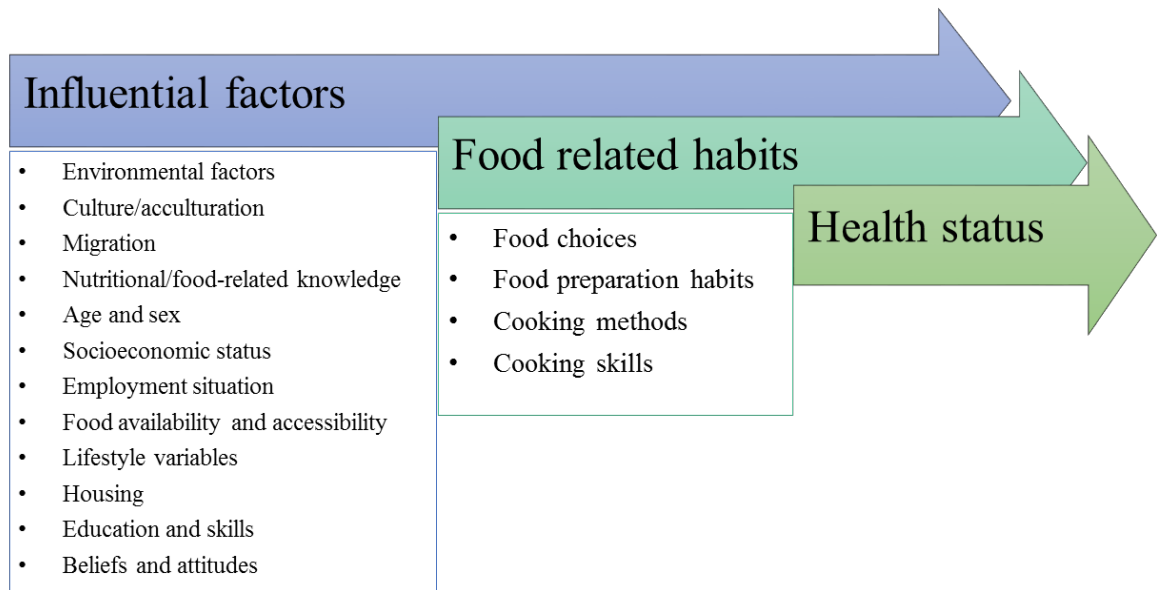 Influential factors
• Environmental factors
• Culture/acculturation
• Migration
• Nutritional/food-related knowledge
• Age and sex
• Socioeconomic status
• Employment situation
• Food availability and accessibility
• Lifestyle variables
• Housing
• Education and skills
• Beliefs and attitudes
Food related habits
• Food choices
• Food preparation habits
• Cooking methods
• Cooking skills
Health status